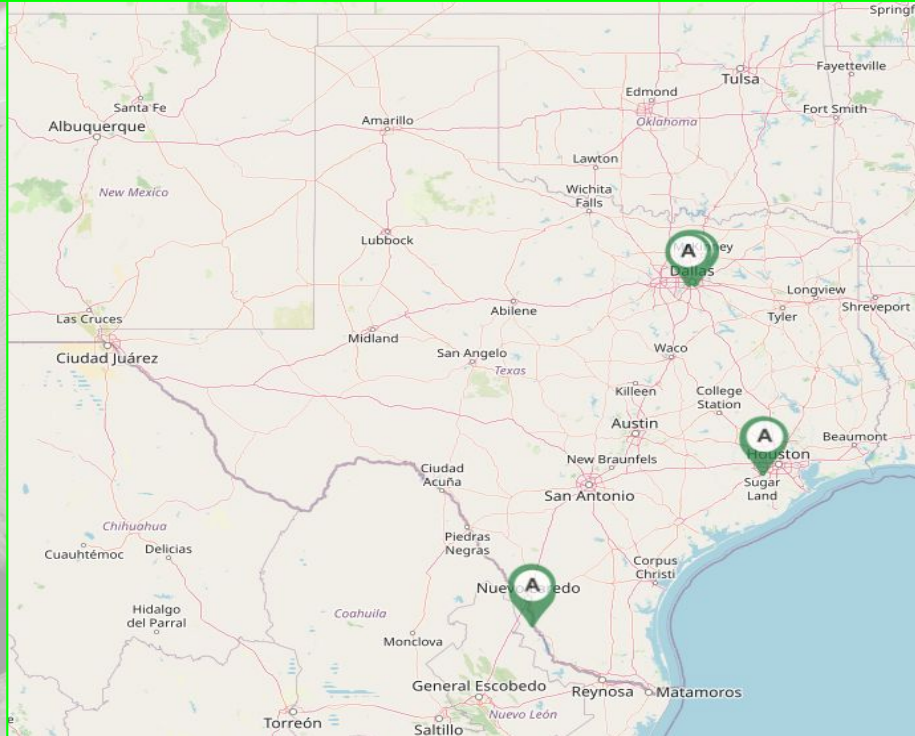 Springf
Fayetteville
Tulsa
Edmond
Santa Fe
Fort Smith
Amarillo
Oklahoma
Albuquerque
Lawton
New Mexico
Wichita
Falls
Lubbock
A
Dallas
Longview
Shreveport
Abilene
Tyler
Las Cruces
Midland
Waco
San Angelo
Ciudad Juárez
Texas
Killeen
College
Station
Austin
A
Beaumont
Houston
New Braunfels
Ciudad
Acuña
Sugar
Land
San Antonio
Chihuahua
Piedras
Negras
Cuauhtémoc
Delicias
Corpus
Christi
A
Hidalgo
del Parral
Coahuila
Monclova
General Escobedo
Reynosa
Matamoros
Nuevo León
Torreón
Saltillo
e